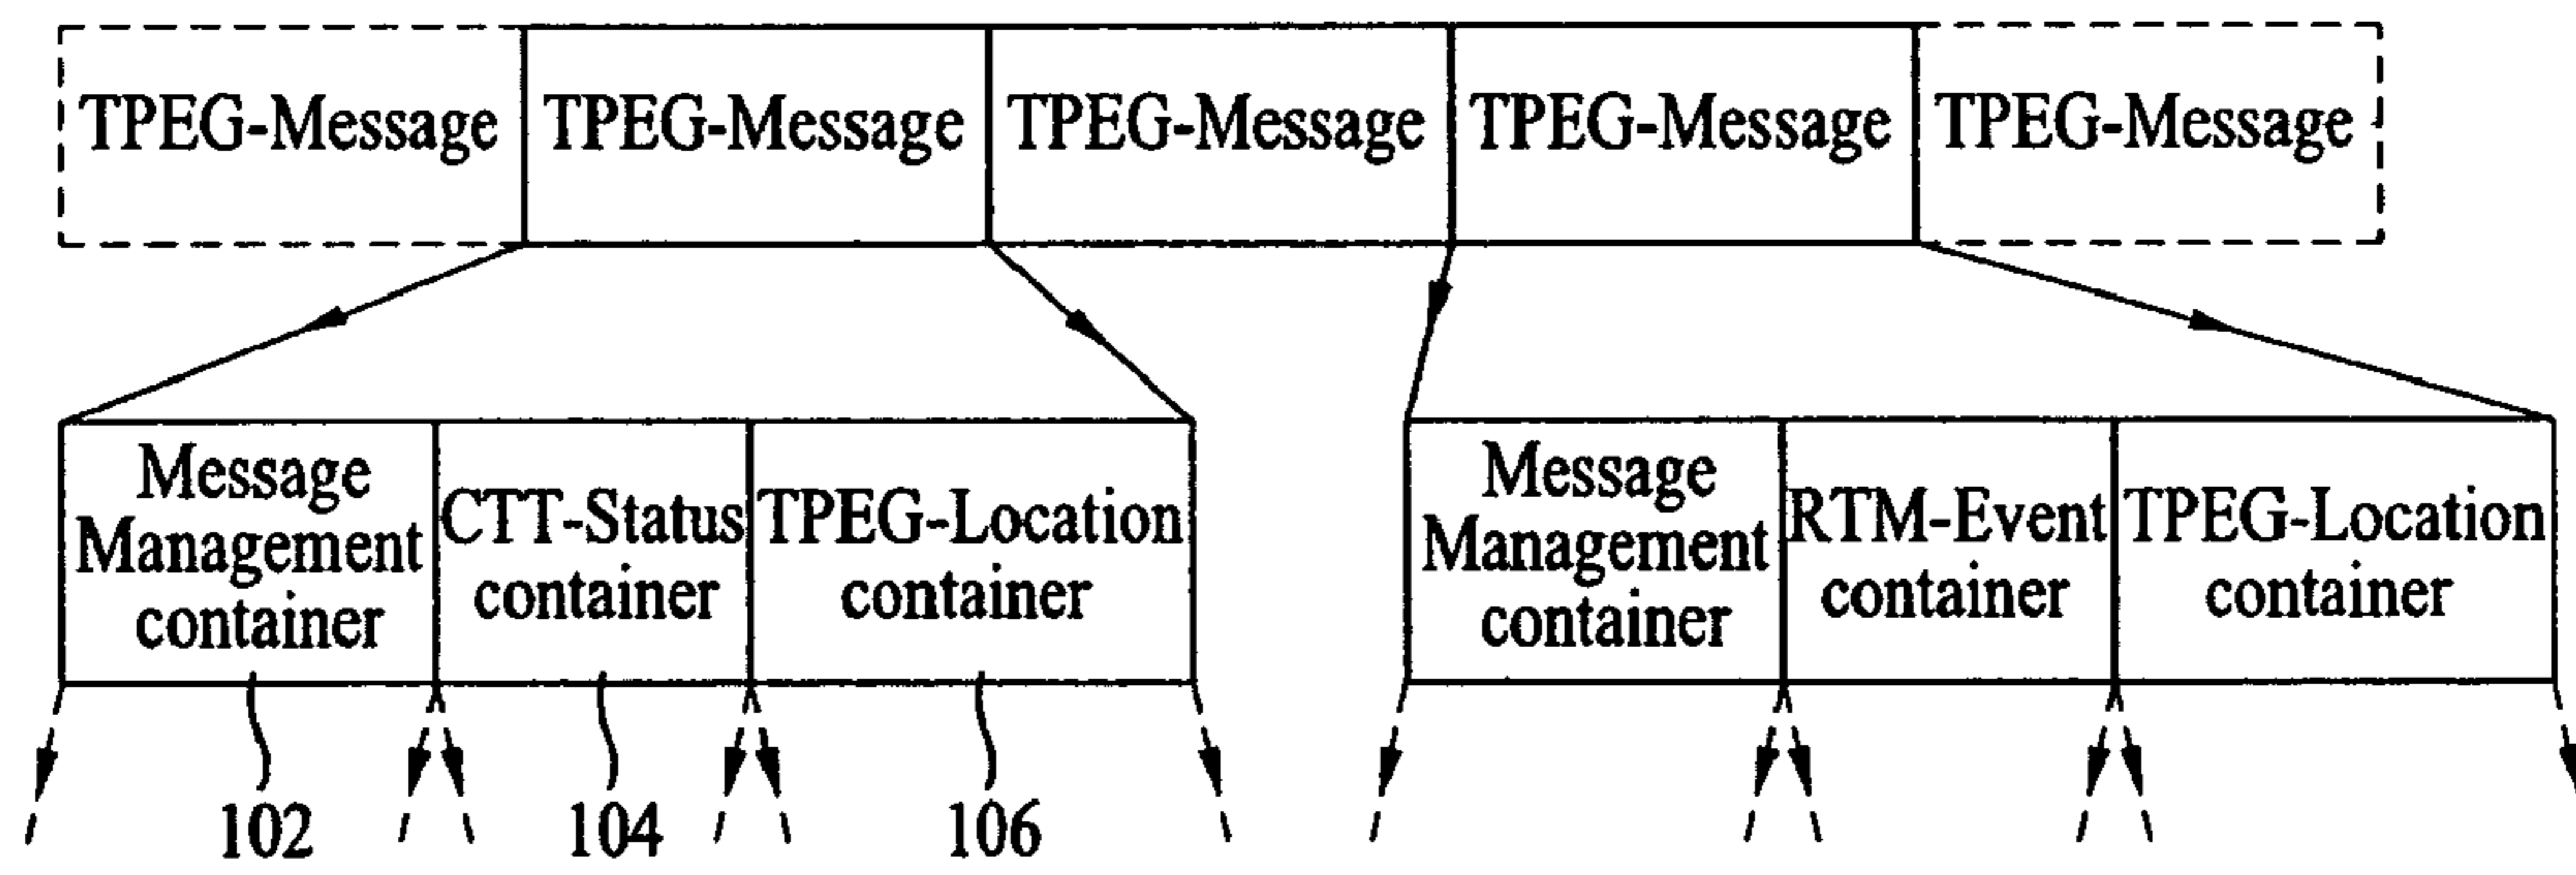 TPEG-Message TPEG-Message TPEG-Message TPEG-Message TPEG-Message
Message
Management
container
CTT-Status
container
TPEG-Location
container
Message
Management
container
RTM-Event
container
TPEG-Location
container
102 104 106